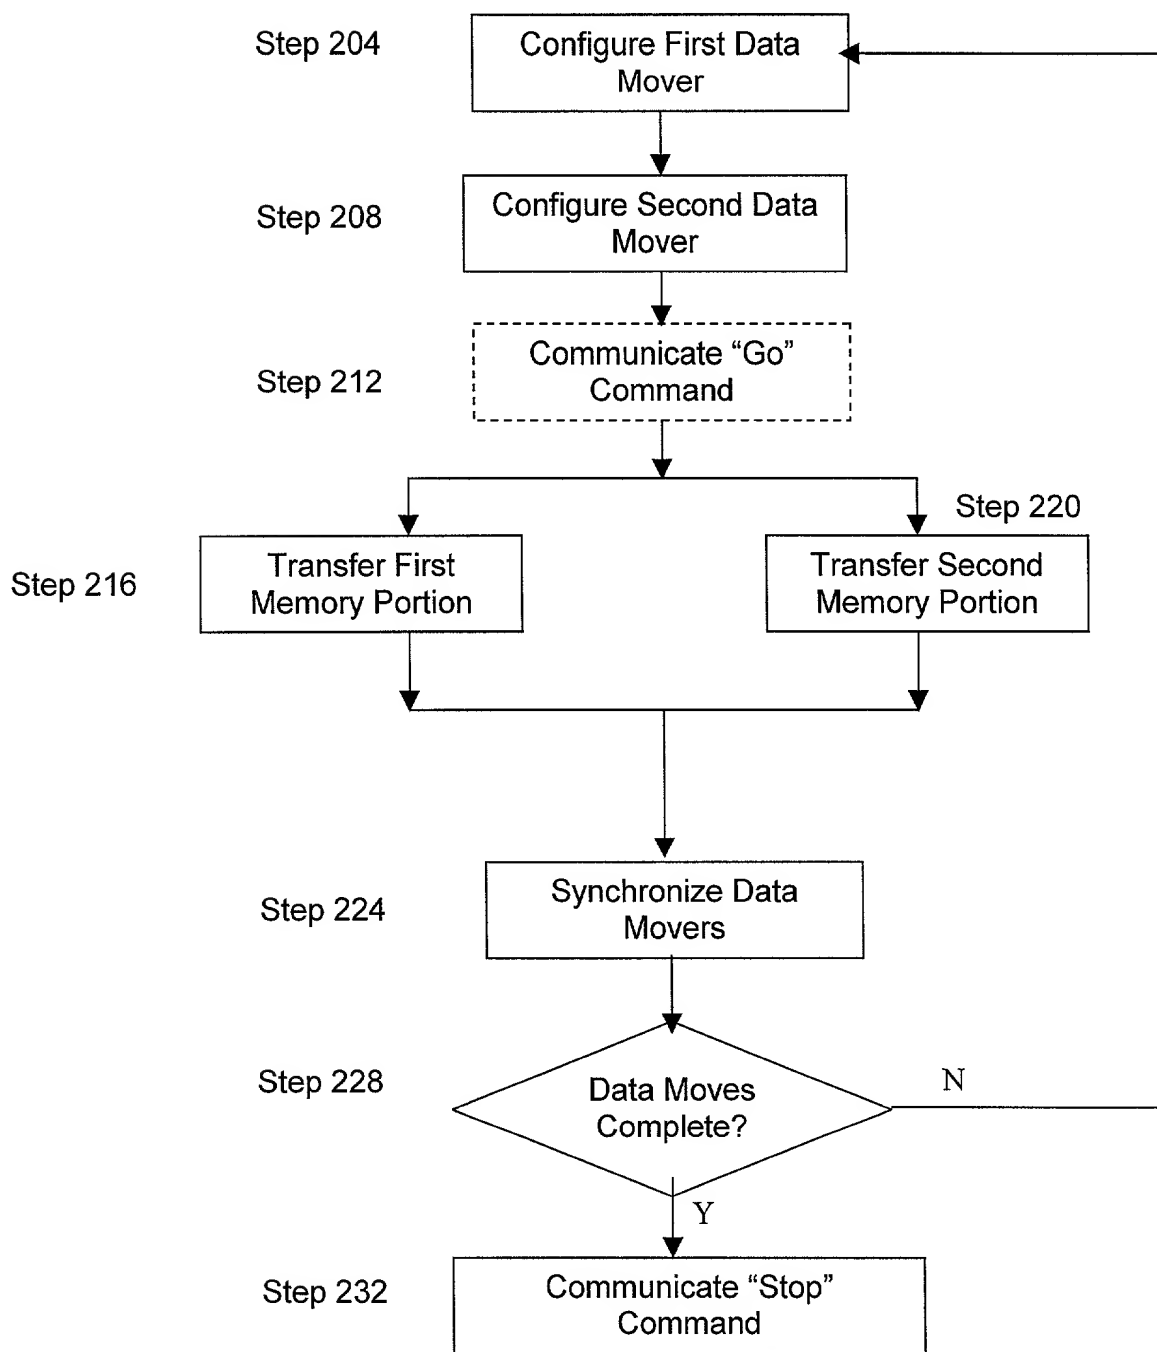 Step 204
Configure First Data
Mover
Step 208
Configure Second Data
Mover
Step 212
Communicate “Go”
Command
Step 220
Step 216
Transfer First
Memory Portion
Transfer Second
Memory Portion
Step 224
Synchronize Data
Movers
Step 228
Data Moves
Complete?
N
Y
Step 232
Communicate “Stop”
Command